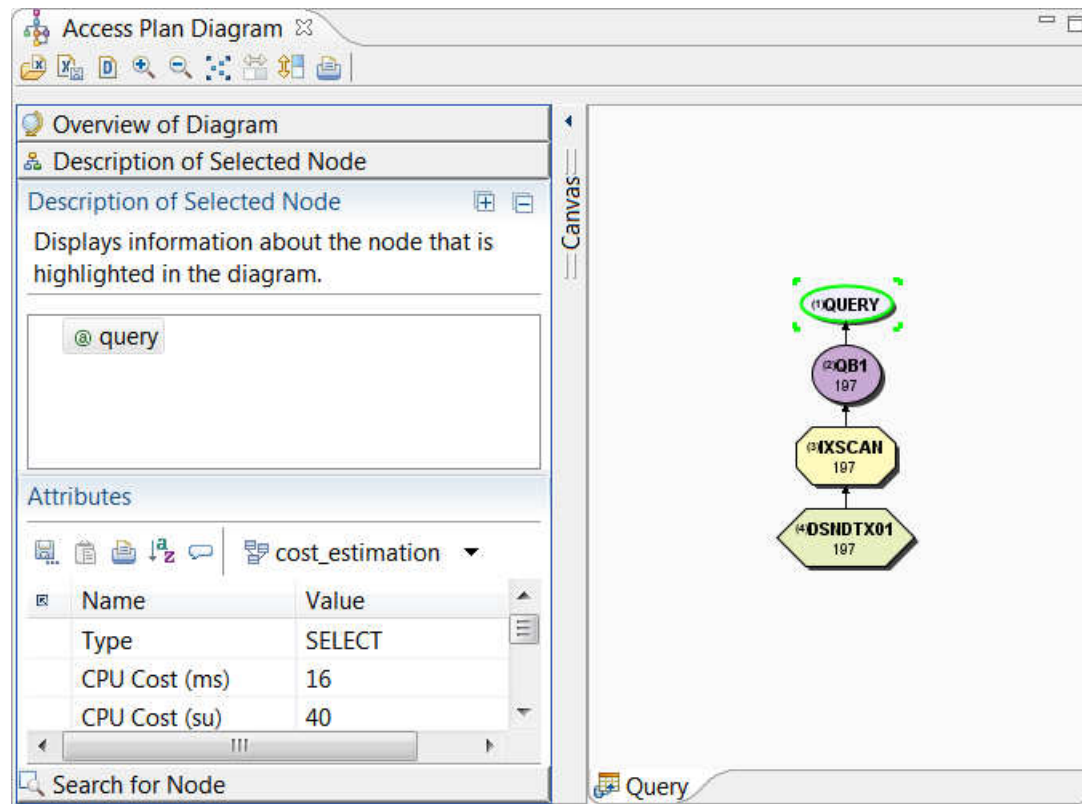 Access Plan Diagram
Overview of Diagram
Description of Selected Node
Description of Selected Node
Displays information about the node that is
highlighted in the diagram.
@ query
Attributes
cost_estimation
Name Value
Type SELECT
CPU Cost (ms) 16
CPU Cost (su) 40
Search for Node
Canvas
(1)QUERY
(2)QB1
197
(3)IXSCAN
197
(4)DSNDTX01
197
Query